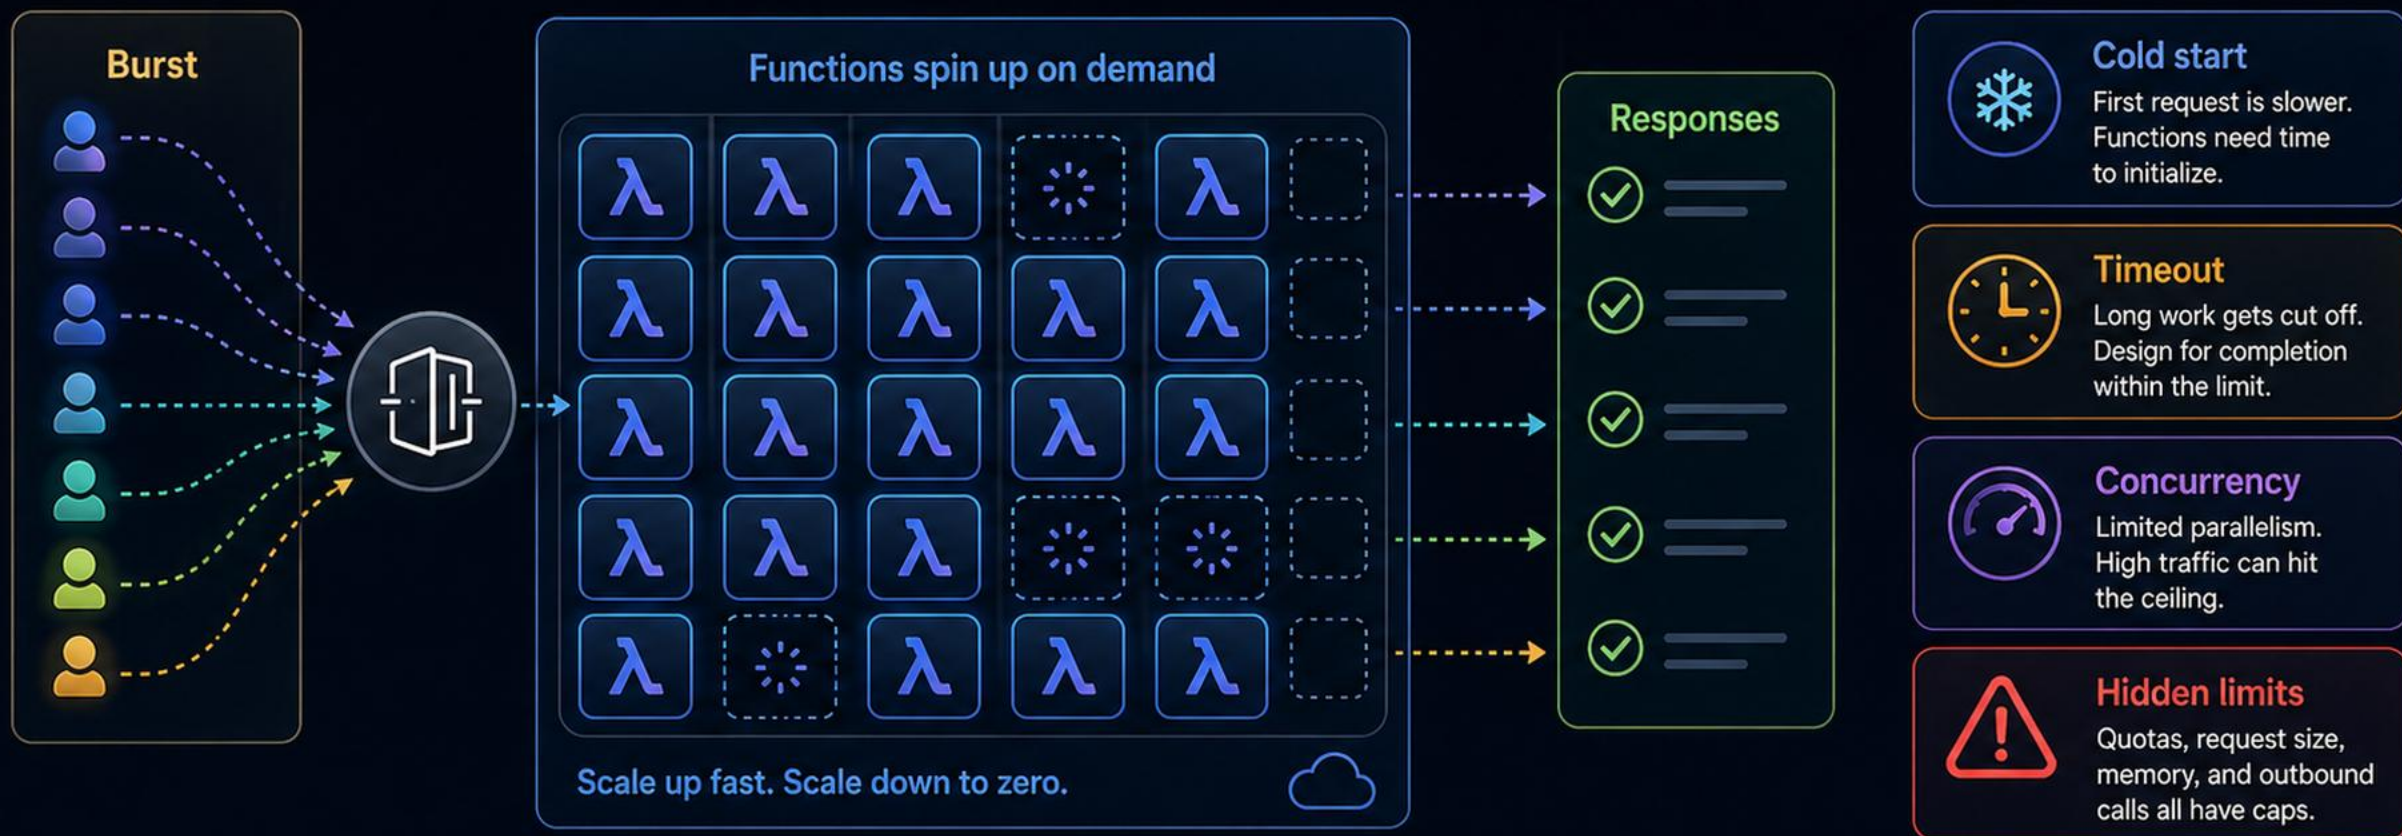 Burst
Functions spin up on demand
λ λ λ λ
λ λ λ λ λ
λ λ λ λ λ
λ λ λ
λ λ λ λ
Scale up fast. Scale down to zero.
Responses
Cold start
First request is slower.
Functions need time
to initialize.
Timeout
Long work gets cut off.
Design for completion
within the limit.
Concurrency
Limited parallelism.
High traffic can hit
the ceiling.
Hidden limits
Quotas, request size,
memory, and outbound
calls all have caps.